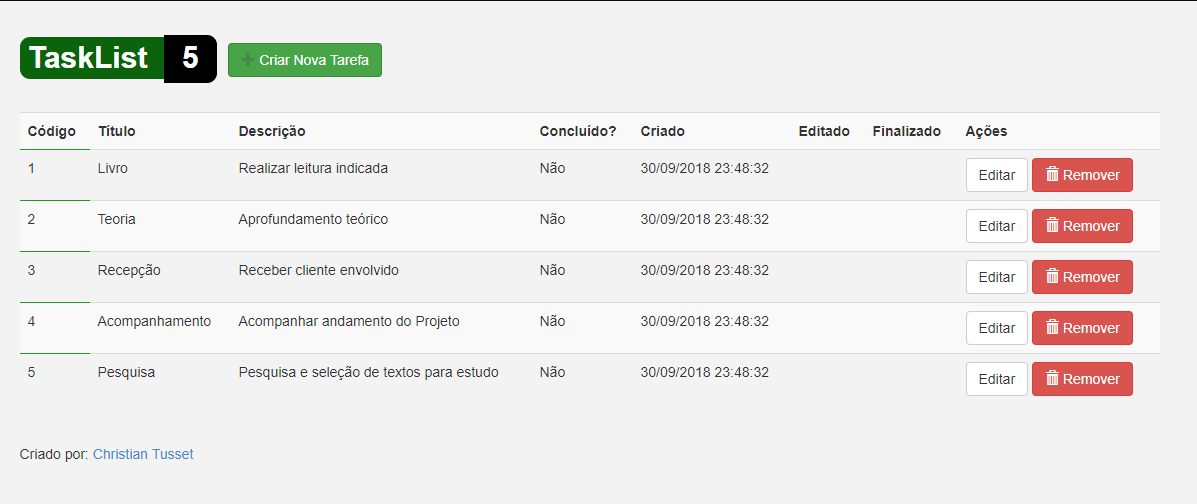 TaskList 5 Criar Nova Tarefa
Código Título Descrição Concluído? Criado Editado Finalizado Ações
1 Livro Realizar leitura indicada Não 30/09/2018 23:48:32 Editar Remover
2 Teoria Aprofundamento teórico Não 30/09/2018 23:48:32 Editar Remover
3 Recepção Receber cliente envolvido Não 30/09/2018 23:48:32 Editar Remover
4 Acompanhamento Acompanhar andamento do Projeto Não 30/09/2018 23:48:32 Editar Remover
5 Pesquisa Pesquisa e seleção de textos para estudo Não 30/09/2018 23:48:32 Editar Remover
Criado por: Christian Tusset